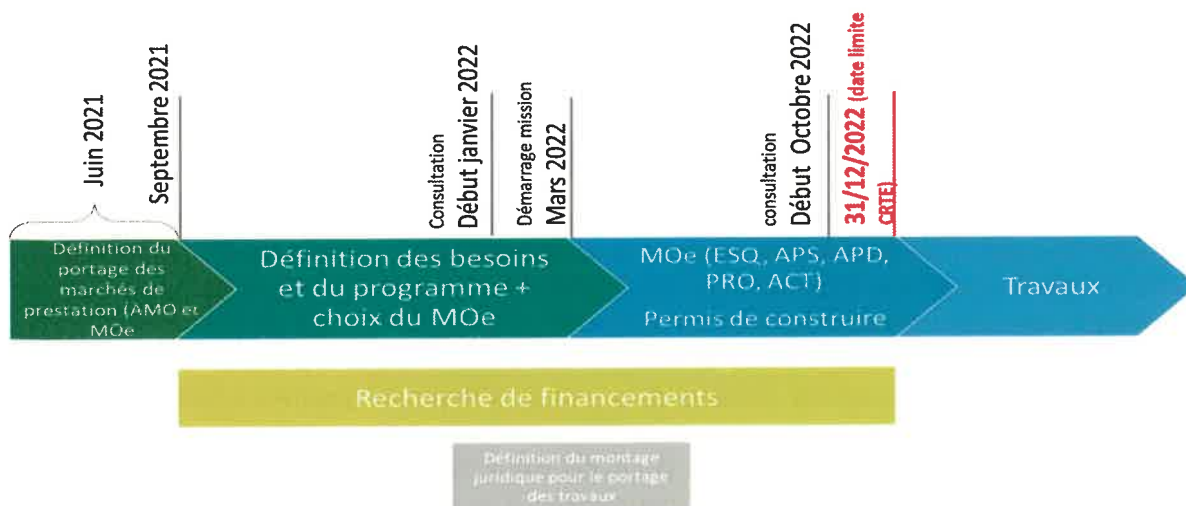 Juin 2021
Septembre 2021
Consultation
Début janvier 2022
Démarrage mission
Mars 2022
consultation
Début Octobre 2022
31/12/2022 (date limite
CRTE)
Définition du
portage des
marchés de
prestation (AMO et
MOe
Définition des besoins
et du programme +
choix du MOe
MOe (ESQ, APS, APD,
PRO, ACT)
Permis de construire
Travaux
Recherche de financements
Définition du montage
juridique pour le portage
des travaux